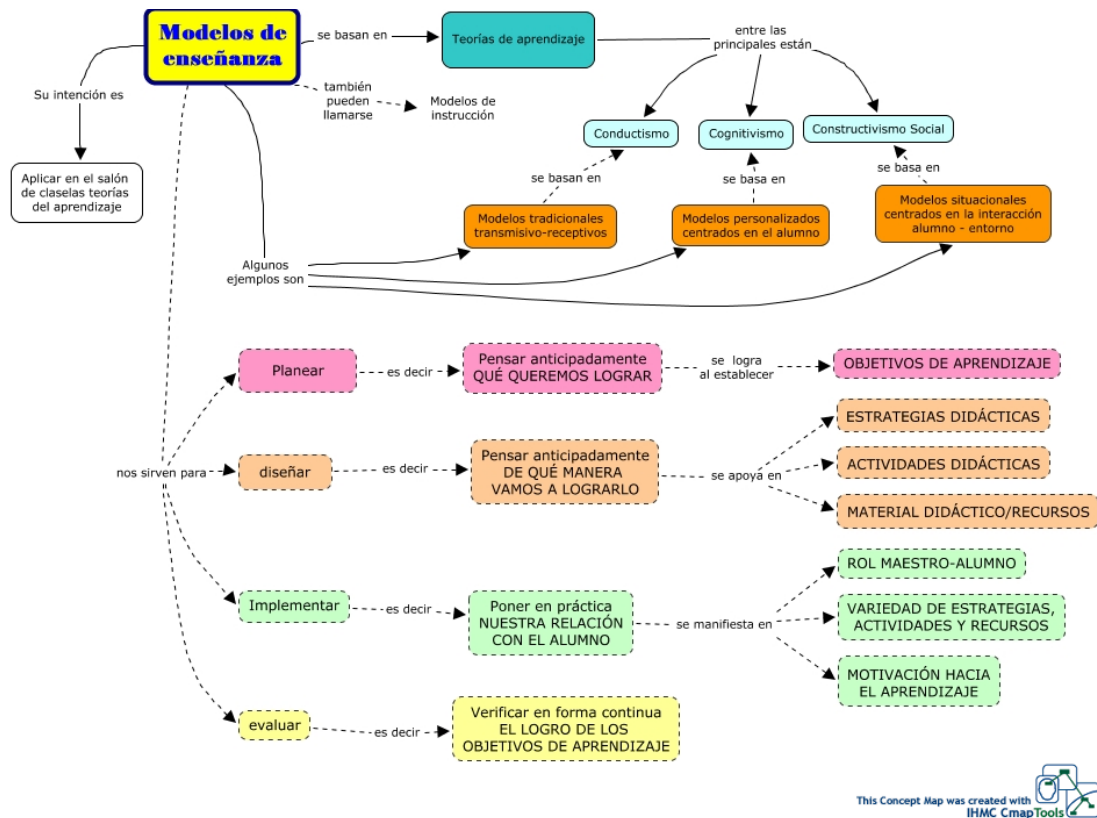 Modelos de
enseñanza
se basan en
Teorías de aprendizaje
entre las
principales están
Su intención es
también
pueden
llamarse
Modelos de
instrucción
Conductismo
Cognitivismo
Constructivismo Social
Aplicar en el salón
de claselas teorías
del aprendizaje
se basan en
se basa en
se basa en
Modelos tradicionales
transmisivo-receptivos
Modelos personalizados
centrados en el alumno
Modelos situacionales
centrados en la interacción
alumno - entorno
Algunos
ejemplos son
nos sirven para
Planear
es decir
Pensar anticipadamente
QUÉ QUEREMOS LOGRAR
se logra
al establecer
OBJETIVOS DE APRENDIZAJE
diseñar
es decir
Pensar anticipadamente
DE QUÉ MANERA
VAMOS A LOGRARLO
se apoya en
ESTRATEGIAS DIDÁCTICAS
ACTIVIDADES DIDÁCTICAS
MATERIAL DIDÁCTICO/RECURSOS
Implementar
es decir
Poner en práctica
NUESTRA RELACIÓN
CON EL ALUMNO
se manifiesta en
ROL MAESTRO-ALUMNO
VARIEDAD DE ESTRATEGIAS,
ACTIVIDADES Y RECURSOS
MOTIVACIÓN HACIA
EL APRENDIZAJE
evaluar
es decir
Verificar en forma continua
EL LOGRO DE LOS
OBJETIVOS DE APRENDIZAJE
This Concept Map was created with
IHMC CmapTools